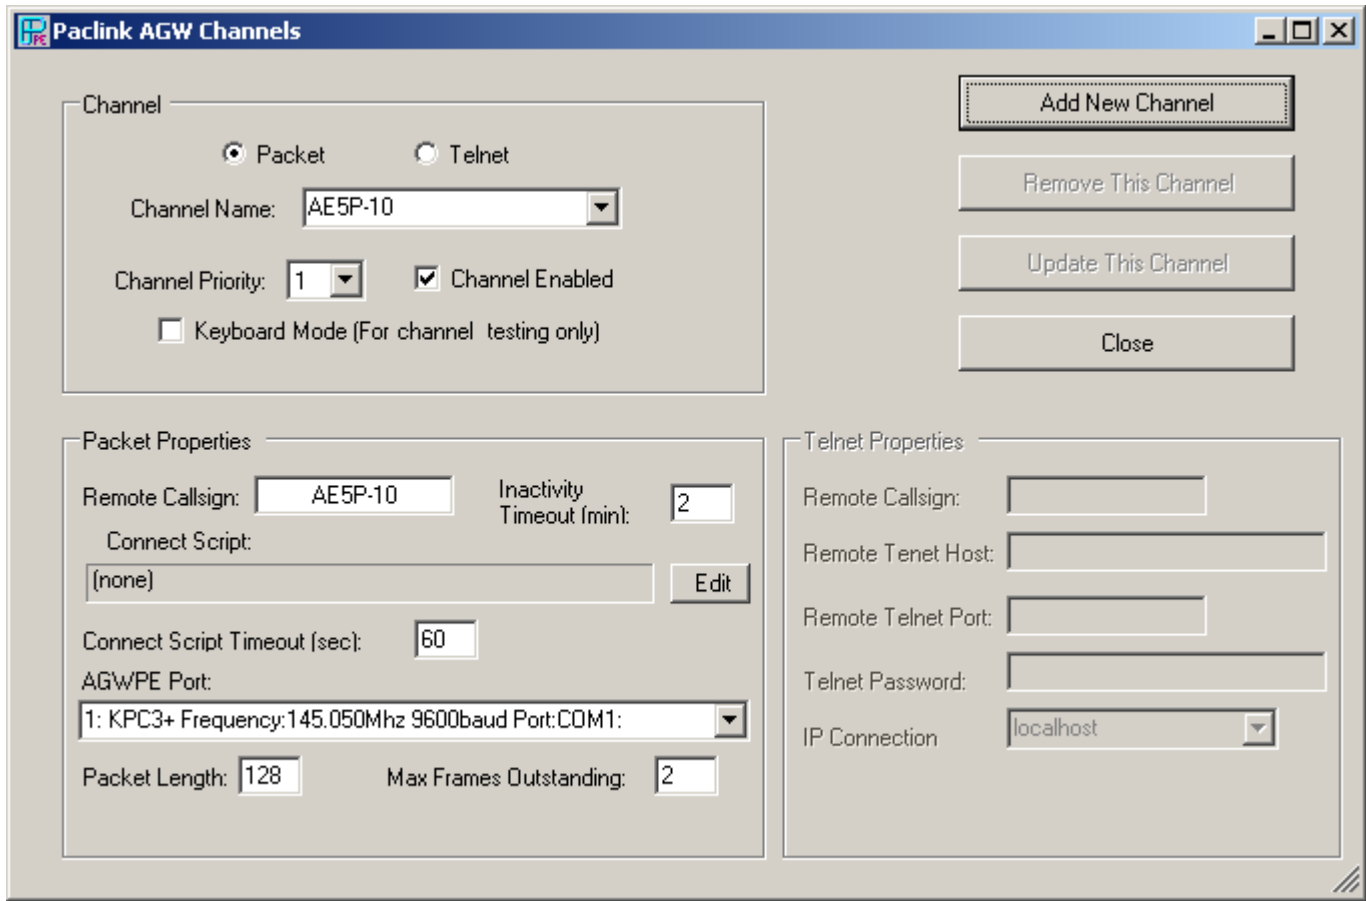 Paclink AGW Channels
Channel
Packet Telnet
Channel Name: AE5P-10
Channel Priority: 1 Channel Enabled
Keyboard Mode (For channel testing only)
Add New Channel
Remove This Channel
Update This Channel
Close
Packet Properties
Remote Callsign: AE5P-10
Inactivity
Timeout (min): 2
Connect Script:
(none) Edit
Connect Script Timeout (sec): 60
AGWPE Port:
1: KPC3+ Frequency:145.050Mhz 9600baud Port:COM1:
Packet Length: 128 Max Frames Outstanding: 2
Telnet Properties
Remote Callsign:
Remote Tenet Host:
Remote Telnet Port:
Telnet Password:
IP Connection localhost